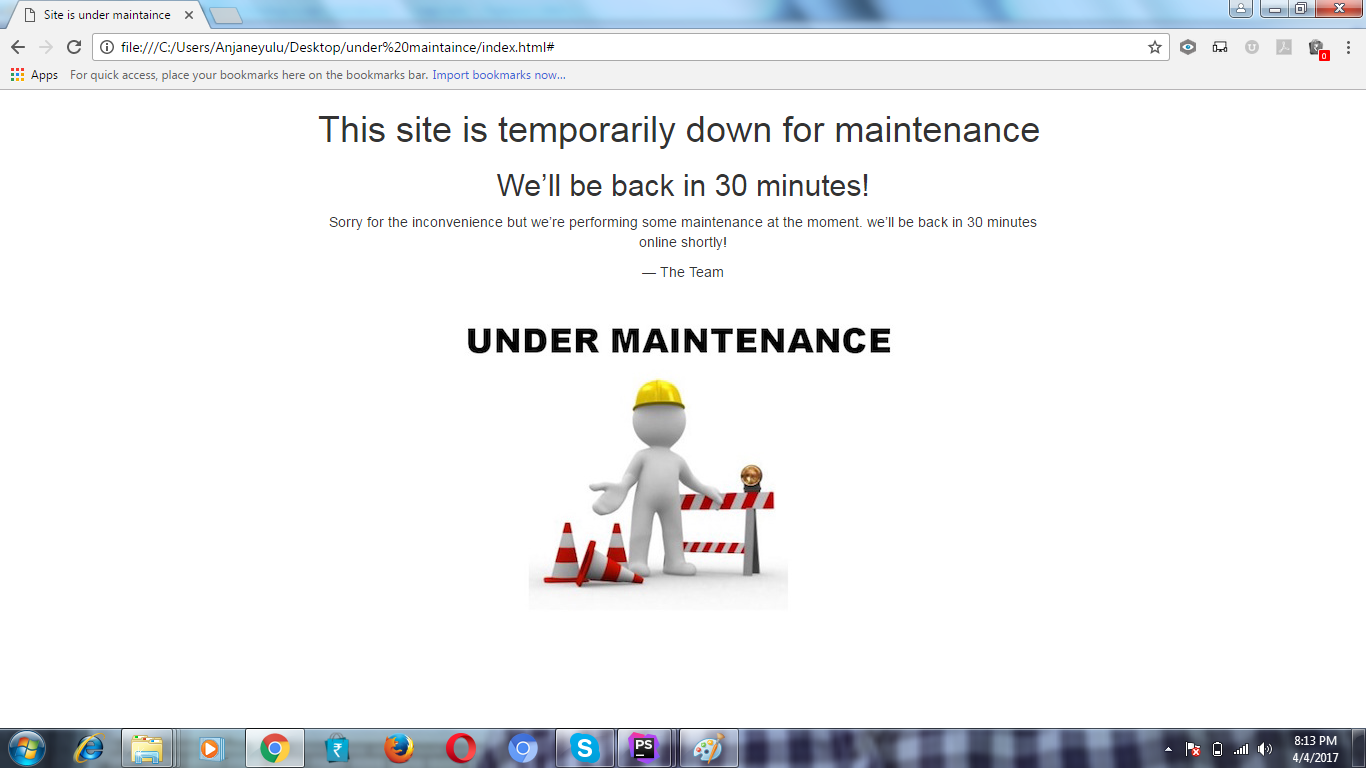 Site is under maintaince
file:///C:/Users/Anjaneyulu/Desktop/under%20maintaince/index.html#
0
Apps For quick access, place your bookmarks here on the bookmarks bar. Import bookmarks now...
This site is temporarily down for maintenance
We’ll be back in 30 minutes!
Sorry for the inconvenience but we’re performing some maintenance at the moment. we’ll be back in 30 minutes
online shortly!
— The Team
UNDER MAINTENANCE
S
PS
8:13 PM
4/4/2017